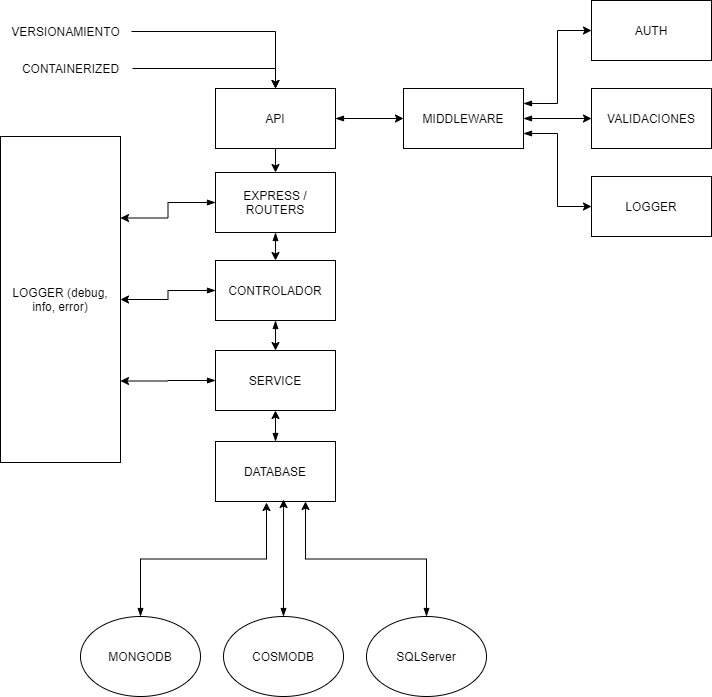 VERSIONAMIENTO
AUTH
CONTAINERIZED
API
MIDDLEWARE
VALIDACIONES
EXPRESS /
ROUTERS
LOGGER
LOGGER (debug,
info, error)
CONTROLADOR
SERVICE
DATABASE
MONGODB
COSMODB
SQLServer